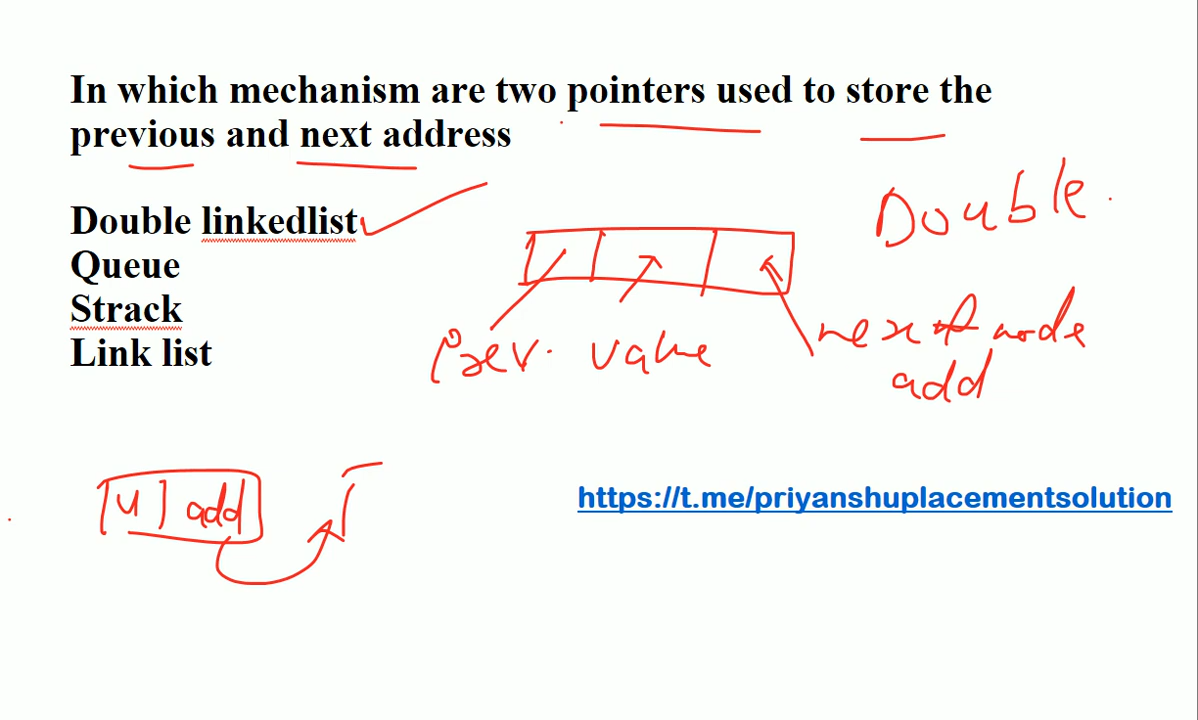 In which mechanism are two pointers used to store the
previous and next address
Double linkedlist
Queue
Strack
Link list
Double.
Prev. value
next node
add
4 add
https://t.me/priyanshuplacementsolution